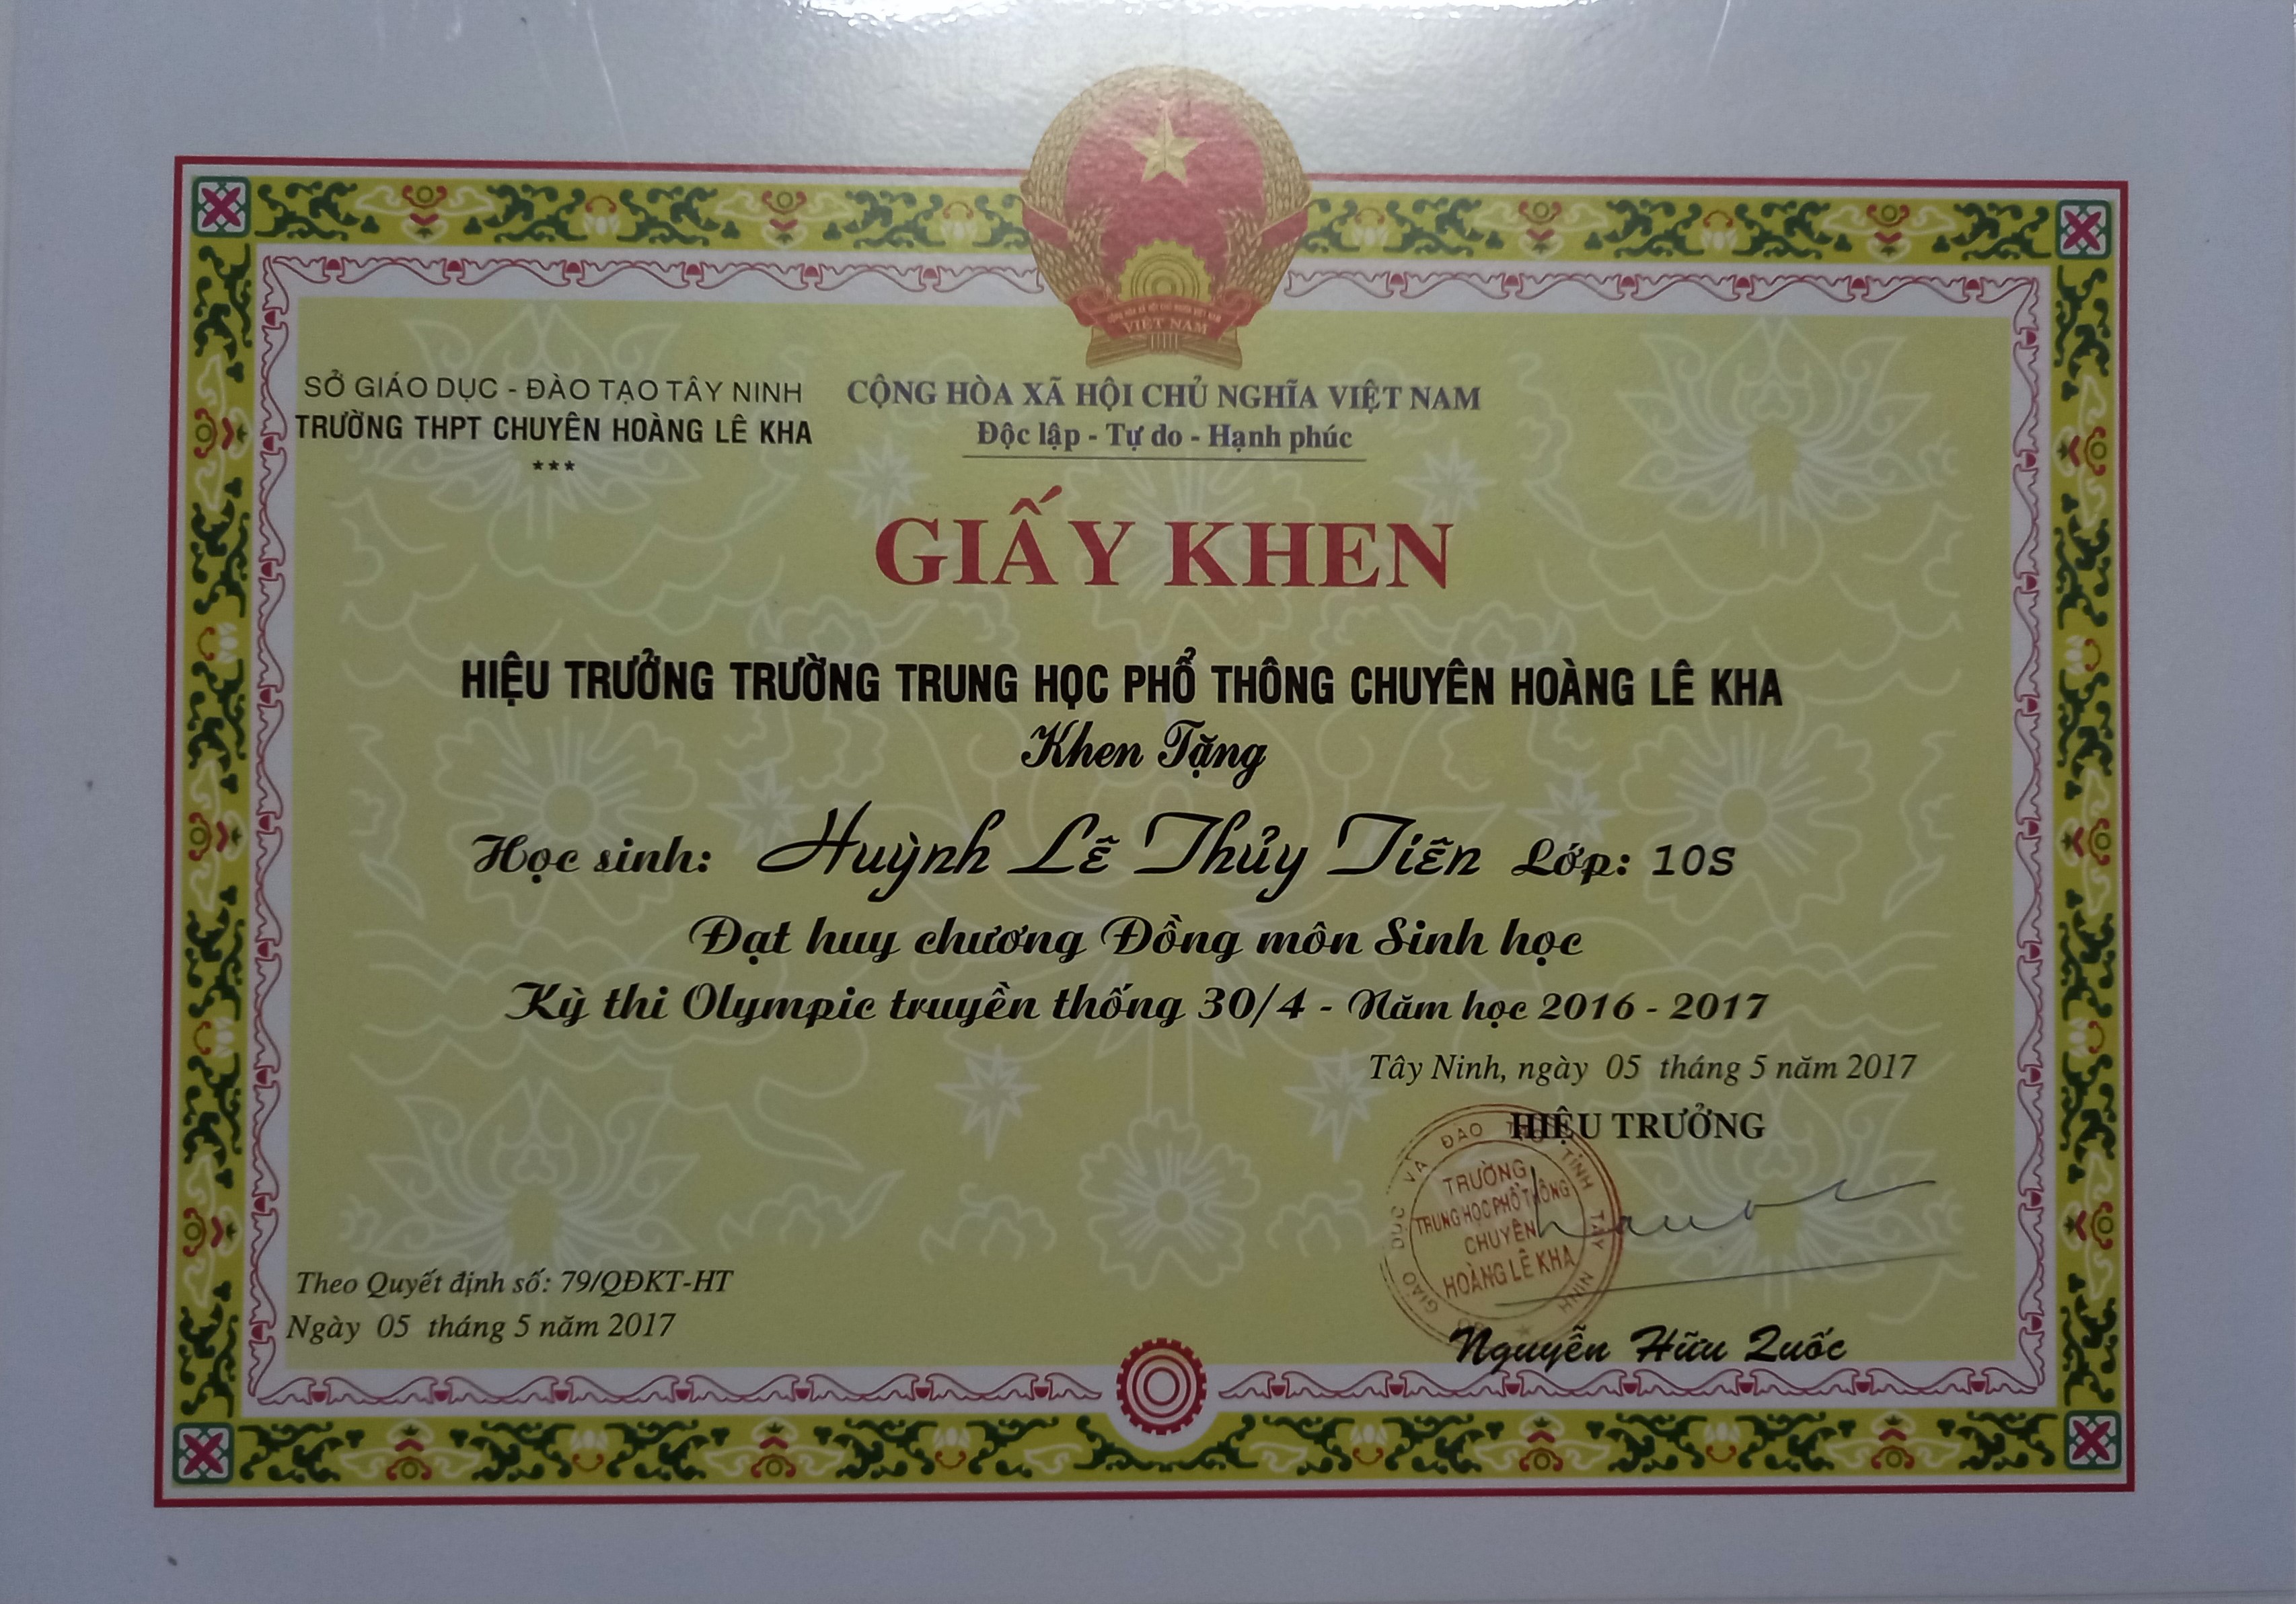 VIỆT NAM
SỞ GIÁO DỤC - ĐÀO TẠO TÂY NINH
TRƯỜNG THPT CHUYÊN HOÀNG LÊ KHA
***
CỘNG HÒA XÃ HỘI CHỦ NGHĨA VIỆT NAM
Độc lập - Tự do - Hạnh phúc
GIẤY KHEN
HIỆU TRƯỞNG TRƯỜNG TRUNG HỌC PHỔ THÔNG CHUYÊN HOÀNG LÊ KHA
Khen Tặng
Học sinh: Huỳnh Lê Thủy Tiên Lớp: 10S
Đạt huy chương Đồng môn Sinh học
Kỳ thi Olympic truyền thống 30/4 - Năm học 2016 - 2017
Tây Ninh, ngày 05 tháng 5 năm 2017
HIỆU TRƯỞNG
GIÁO DỤC VÀ ĐÀO TỈNH TÂY NINH
TRƯỜNG
TRUNG HỌC PHỔ THÔNG
CHUYÊN
HOÀNG LÊ KHA
Nguyễn Hữu Quốc
Theo Quyết định số: 79/QĐKT-HT
Ngày 05 tháng 5 năm 2017